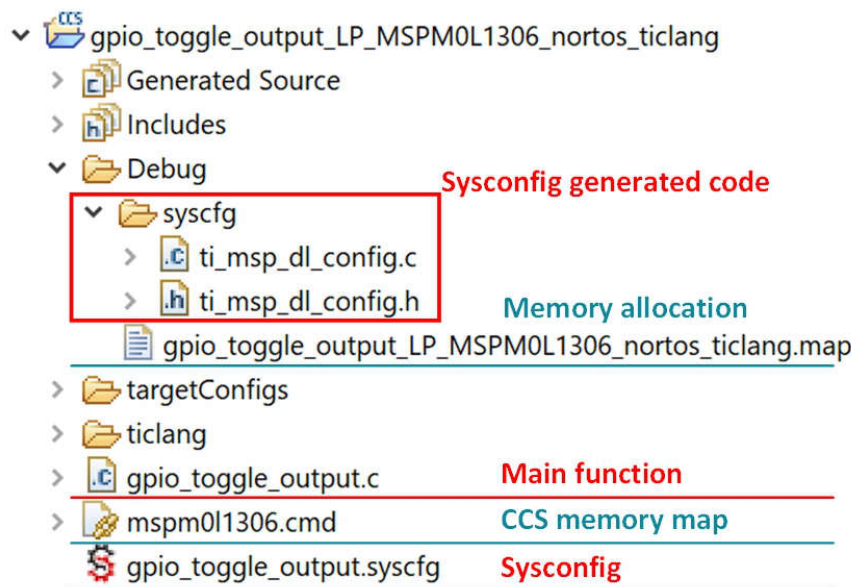 CCS
gpio_toggle_output_LP_MSPM0L1306_nortos_ticlang
c Generated Source
h Includes
Debug
Sysconfig generated code
syscfg
.c ti_msp_dl_config.c
.h ti_msp_dl_config.h
Memory allocation
gpio_toggle_output_LP_MSPM0L1306_nortos_ticlang.map
targetConfigs
ticlang
.c gpio_toggle_output.c Main function
mspm0l1306.cmd CCS memory map
S gpio_toggle_output.syscfg Sysconfig